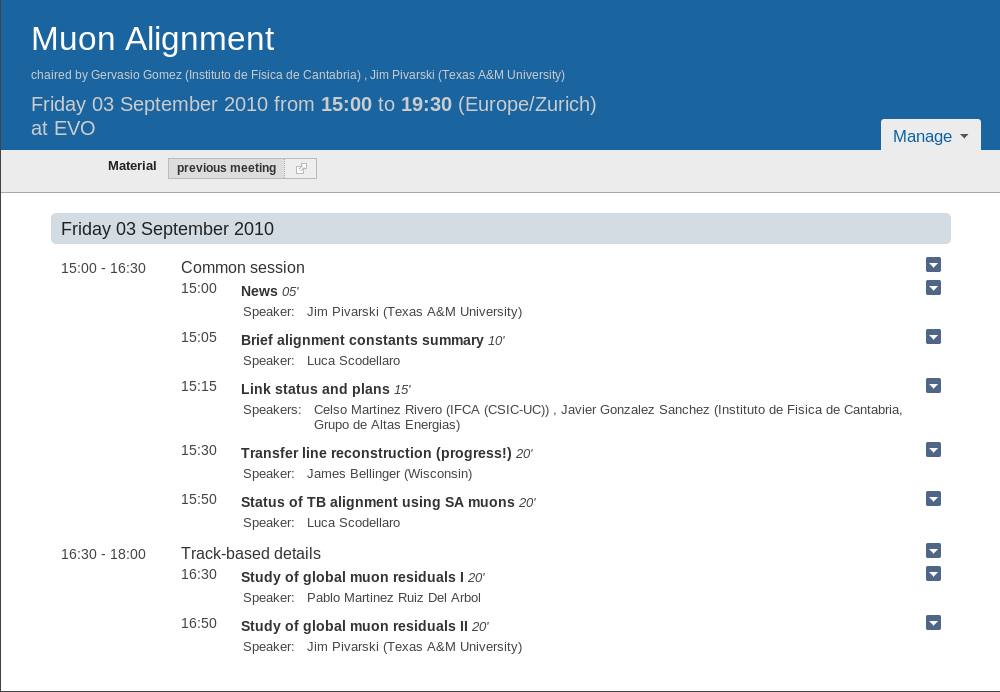 Muon Alignment
chaired by Gervasio Gomez (Instituto de Fisica de Cantabria) , Jim Pivarski (Texas A&M University)
Friday 03 September 2010 from 15:00 to 19:30 (Europe/Zurich)
at EVO
Manage
Material previous meeting
Friday 03 September 2010
15:00 - 16:30 Common session
15:00 News 05'
Speaker: Jim Pivarski (Texas A&M University)
15:05 Brief alignment constants summary 10'
Speaker: Luca Scodellaro
15:15 Link status and plans 15'
Speakers: Celso Martinez Rivero (IFCA (CSIC-UC)) , Javier Gonzalez Sanchez (Instituto de Fisica de Cantabria,
Grupo de Altas Energias)
15:30 Transfer line reconstruction (progress!) 20'
Speaker: James Bellinger (Wisconsin)
15:50 Status of TB alignment using SA muons 20'
Speaker: Luca Scodellaro
16:30 - 18:00 Track-based details
16:30 Study of global muon residuals I 20'
Speaker: Pablo Martinez Ruiz Del Arbol
16:50 Study of global muon residuals II 20'
Speaker: Jim Pivarski (Texas A&M University)